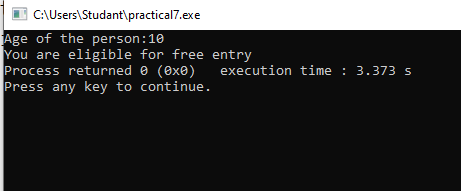 C:\Users\Studant\practical7.exe
Age of the person:10
You are eligible for free entry
Process returned 0 (0x0)   execution time : 3.373 s
Press any key to continue.